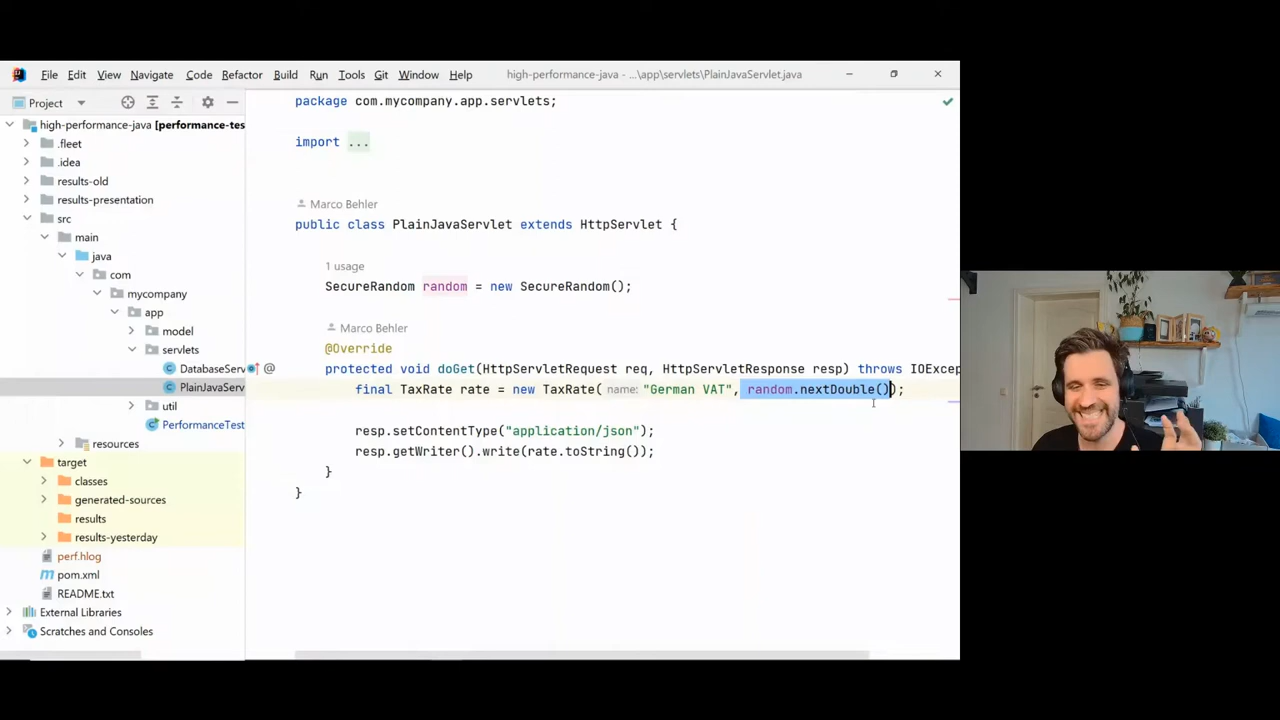 File Edit View Navigate Code Refactor Build Run Tools Git Window Help high-performance-java - ...\app\servlets\PlainJavaServlet.java
Project
high-performance-java [performance-tes
.fleet
.idea
results-old
results-presentation
src
main
java
com
mycompany
app
model
servlets
DatabaseServ
PlainJavaServ
util
PerformanceTest
resources
target
classes
generated-sources
results
results-yesterday
perf.hlog
pom.xml
README.txt
External Libraries
Scratches and Consoles
package com.mycompany.app.servlets;
import ...
Marco Behler
public class PlainJavaServlet extends HttpServlet {
1 usage
SecureRandom random = new SecureRandom();
Marco Behler
@Override
protected void doGet(HttpServletRequest req, HttpServletResponse resp) throws IOExcep
final TaxRate rate = new TaxRate( name: "German VAT", random.nextDouble());
resp.setContentType("application/json");
resp.getWriter().write(rate.toString());
}
}